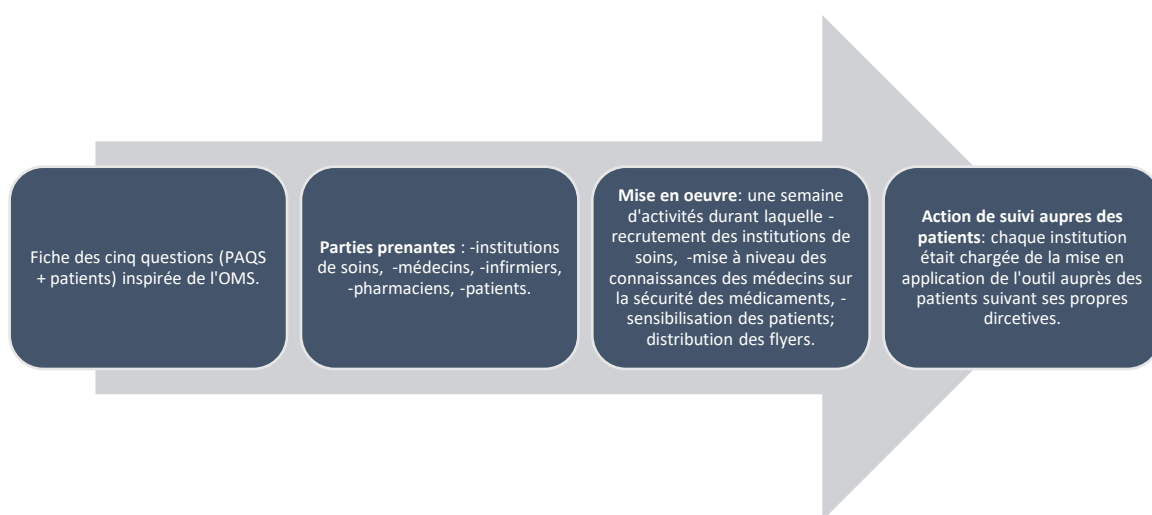 Fiche des cinq questions (PAQS
+ patients) inspirée de l'OMS.
Parties prenantes : -institutions
de soins, -médecins, -infirmiers,
-pharmaciens, -patients.
Mise en oeuvre: une semaine
d'activités durant laquelle -
recrutement des institutions de
soins, -mise à niveau des
connaissances des médecins sur
la sécurité des médicaments, -
sensibilisation des patients;
distribution des flyers.
Action de suivi aupres des
patients: chaque institution
était chargée de la mise en
application de l'outil auprès des
patients suivant ses propres
dircetives.